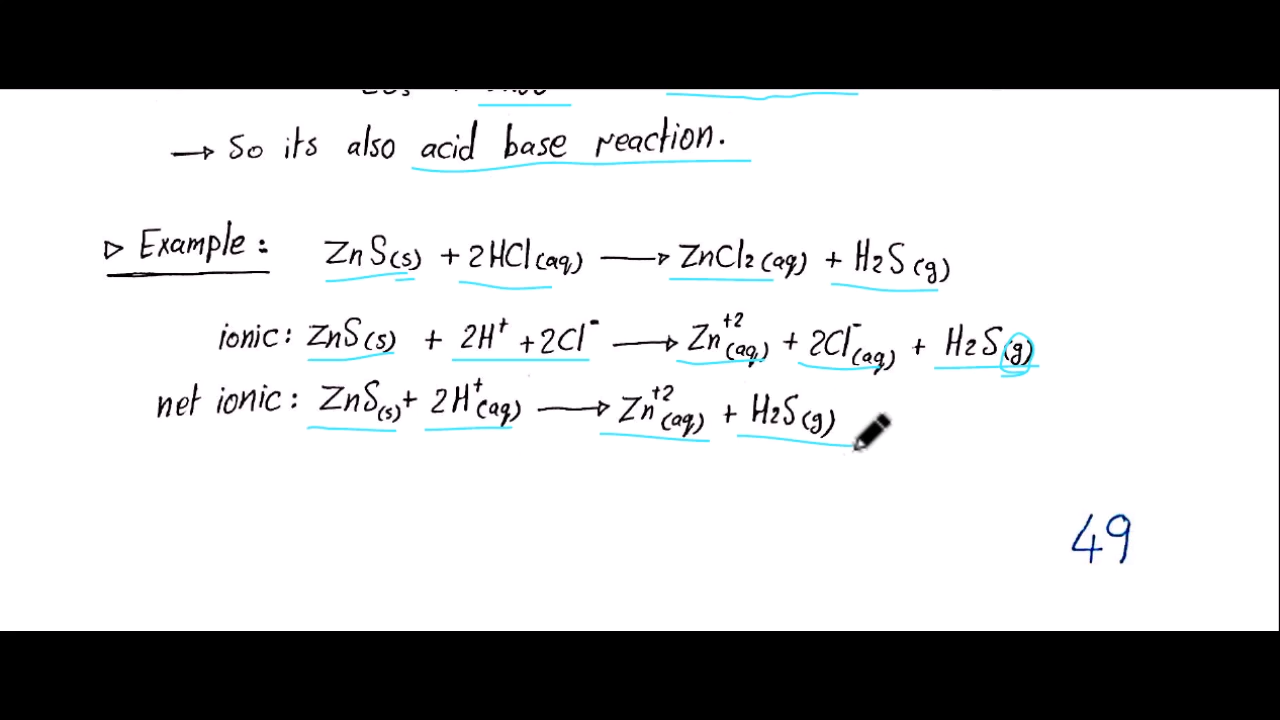 → So its also acid base reaction.
▷ Example: ZnS(s) + 2HCl(aq) → ZnCl₂(aq) + H₂S(g)
ionic: ZnS(s) + 2H⁺ + 2Cl⁻ → Zn⁺²(aq) + 2Cl⁻(aq) + H₂S(g)
net ionic: ZnS(s) + 2H⁺(aq) → Zn⁺²(aq) + H₂S(g)
49